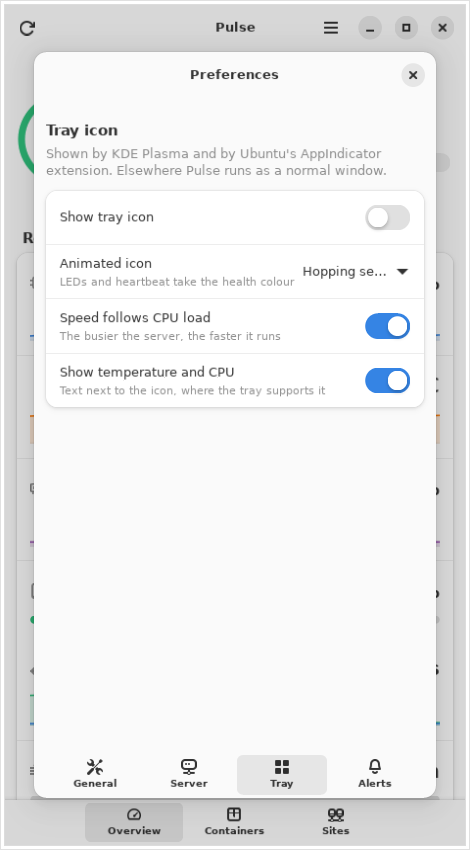 Pulse
Preferences
Tray icon
Shown by KDE Plasma and by Ubuntu's AppIndicator
extension. Elsewhere Pulse runs as a normal window.
Show tray icon
Animated icon
LEDs and heartbeat take the health colour
Hopping se...
Speed follows CPU load
The busier the server, the faster it runs
Show temperature and CPU
Text next to the icon, where the tray supports it
General
Server
Tray
Alerts
Overview
Containers
Sites